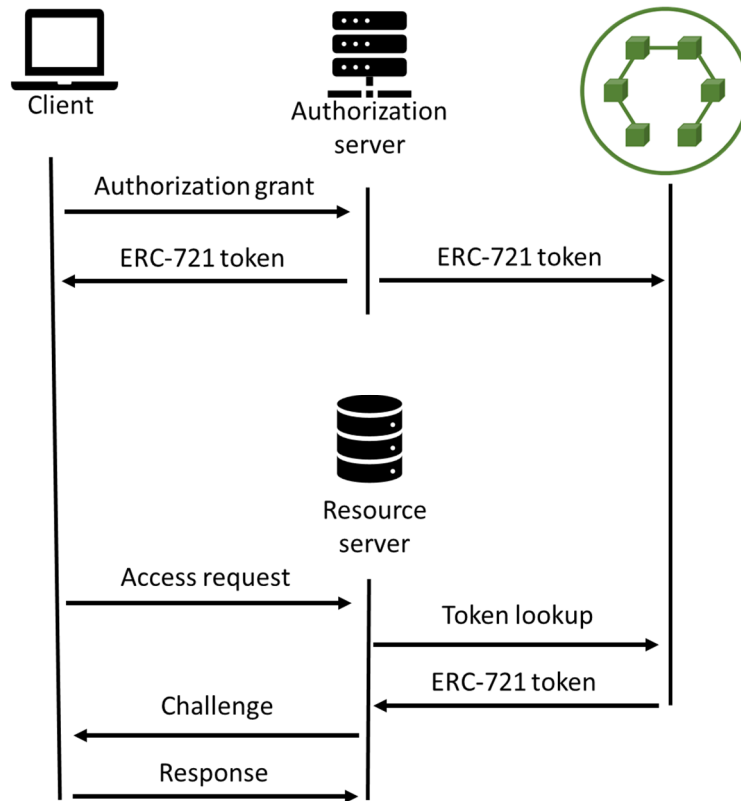 Client
Authorization
server
Authorization grant
ERC-721 token
ERC-721 token
Resource
server
Access request
Token lookup
ERC-721 token
Challenge
Response